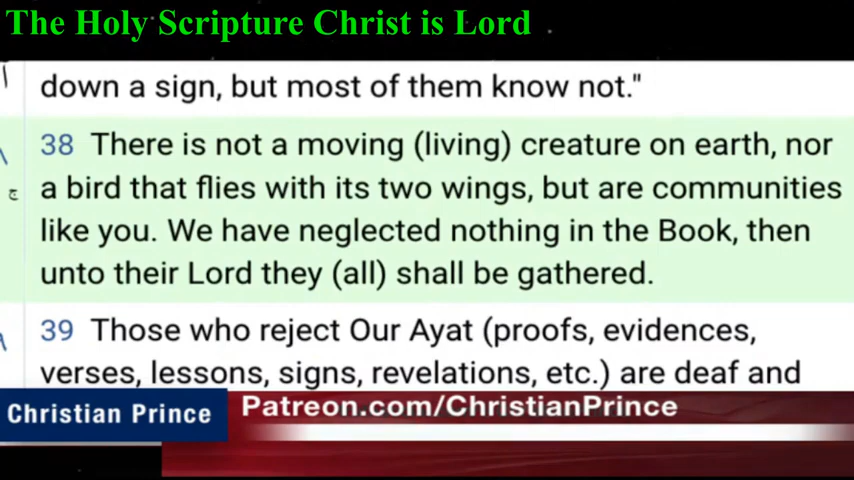 The Holy Scripture Christ is Lord
down a sign, but most of them know not."
38 There is not a moving (living) creature on earth, nor
a bird that flies with its two wings, but are communities
like you. We have neglected nothing in the Book, then
unto their Lord they (all) shall be gathered.
39 Those who reject Our Ayat (proofs, evidences,
verses, lessons, signs, revelations, etc.) are deaf and
Christian Prince
Patreon.com/ChristianPrince